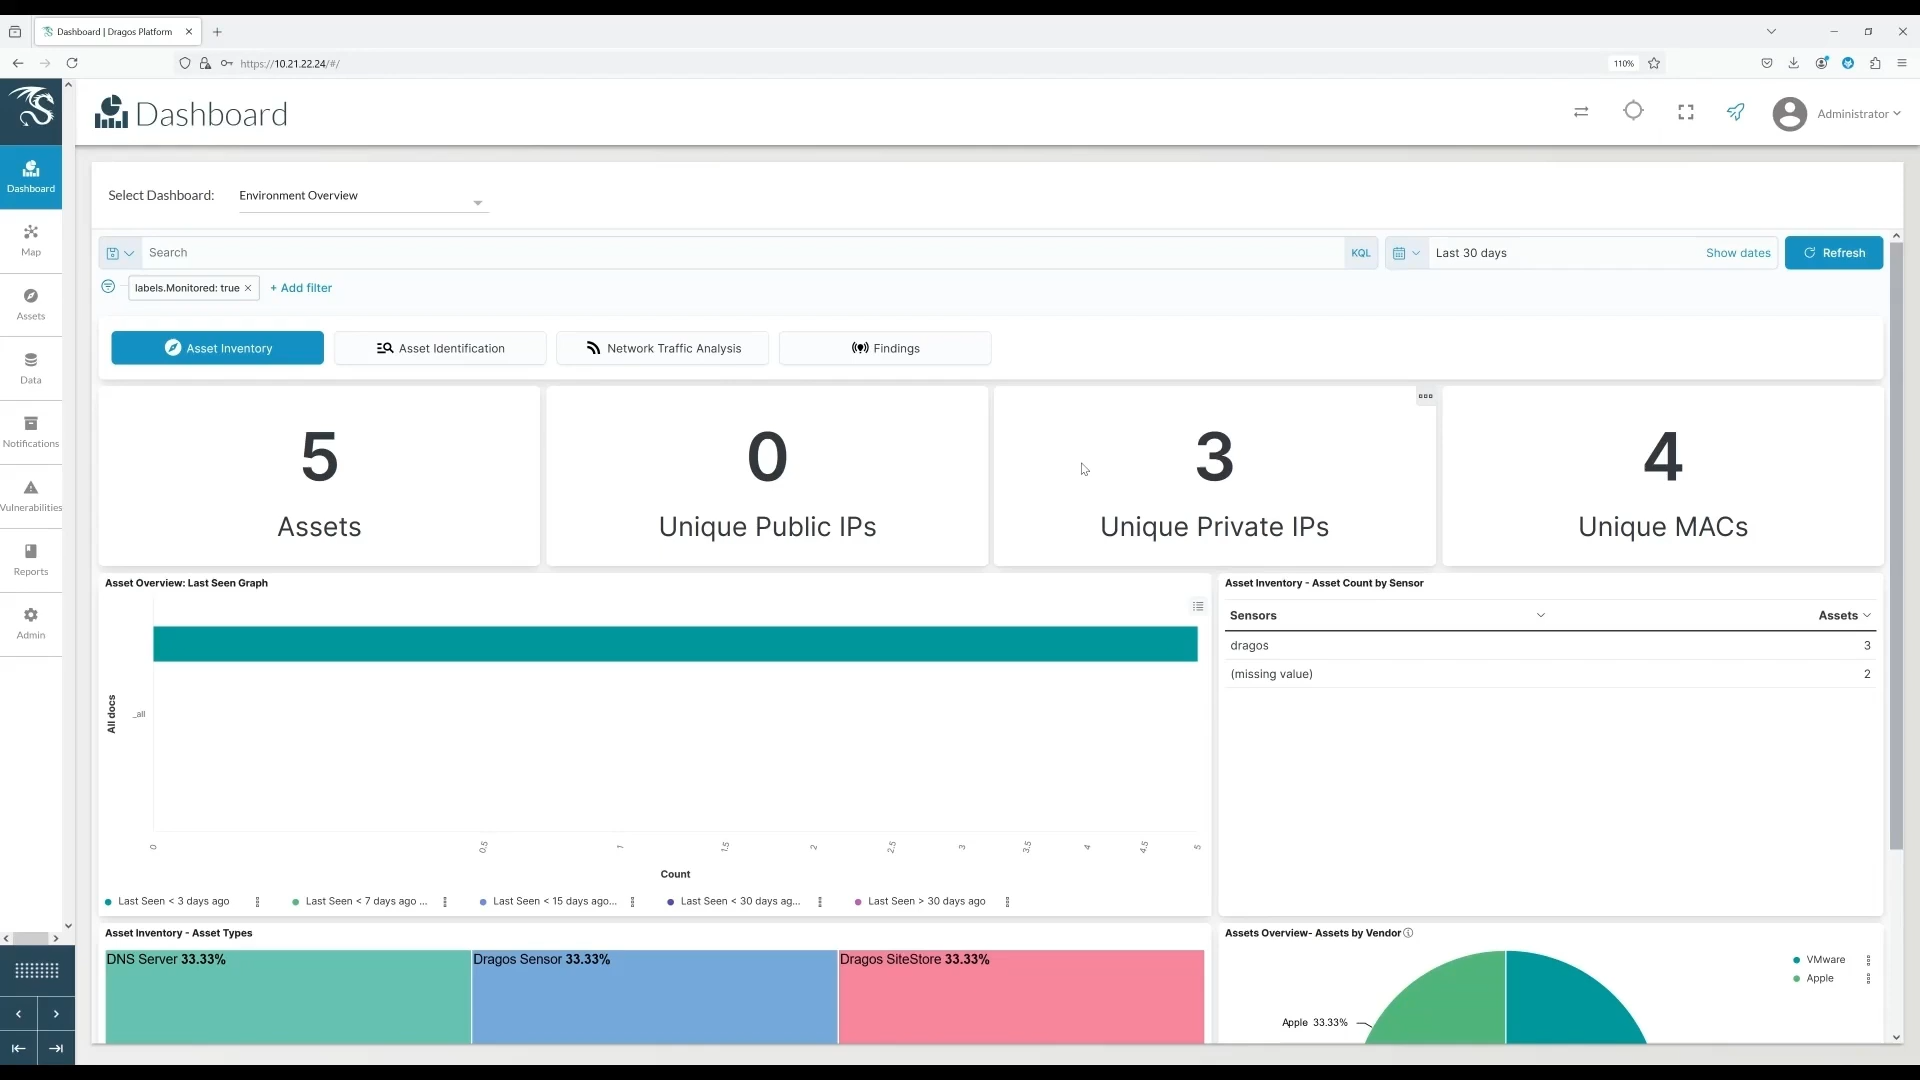 Dashboard | Dragos Platform
https://10.21.22.24/#/
110%
Dashboard
Administrator
Dashboard
Map
Assets
Data
Notifications
Vulnerabilities
Reports
Admin
Select Dashboard:
Environment Overview
Search
KQL
Last 30 days
Show dates
Refresh
labels.Monitored: true
+ Add filter
Asset Inventory
Asset Identification
Network Traffic Analysis
Findings
5
Assets
0
Unique Public IPs
3
Unique Private IPs
4
Unique MACs
Asset Overview: Last Seen Graph
All docs
_all
0
0.5
1
1.5
2
2.5
3
3.5
4
4.5
5
Count
Last Seen < 3 days ago
Last Seen < 7 days ago ...
Last Seen < 15 days ago...
Last Seen < 30 days ag...
Last Seen > 30 days ago
Asset Inventory - Asset Count by Sensor
Sensors
Assets
dragos
3
(missing value)
2
Asset Inventory - Asset Types
DNS Server 33.33%
Dragos Sensor 33.33%
Dragos SiteStore 33.33%
Assets Overview- Assets by Vendor
Apple 33.33%
VMware
Apple